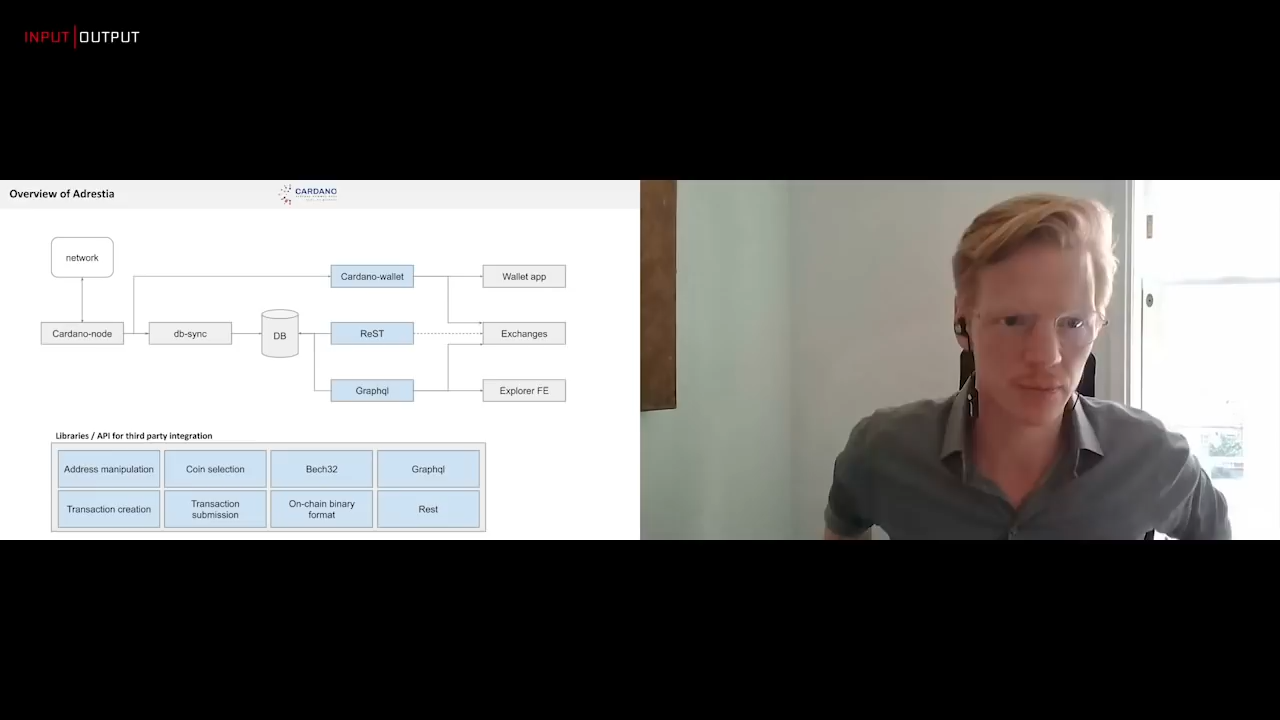 INPUT|OUTPUT
Overview of Adrestia
CARDANO
network
Cardano-wallet
Wallet app
Cardano-node
db-sync
DB
ReST
Exchanges
Graphql
Explorer FE
Libraries / API for third party integration
Address manipulation
Coin selection
Bech32
Graphql
Transaction creation
Transaction
submission
On-chain binary
format
Rest